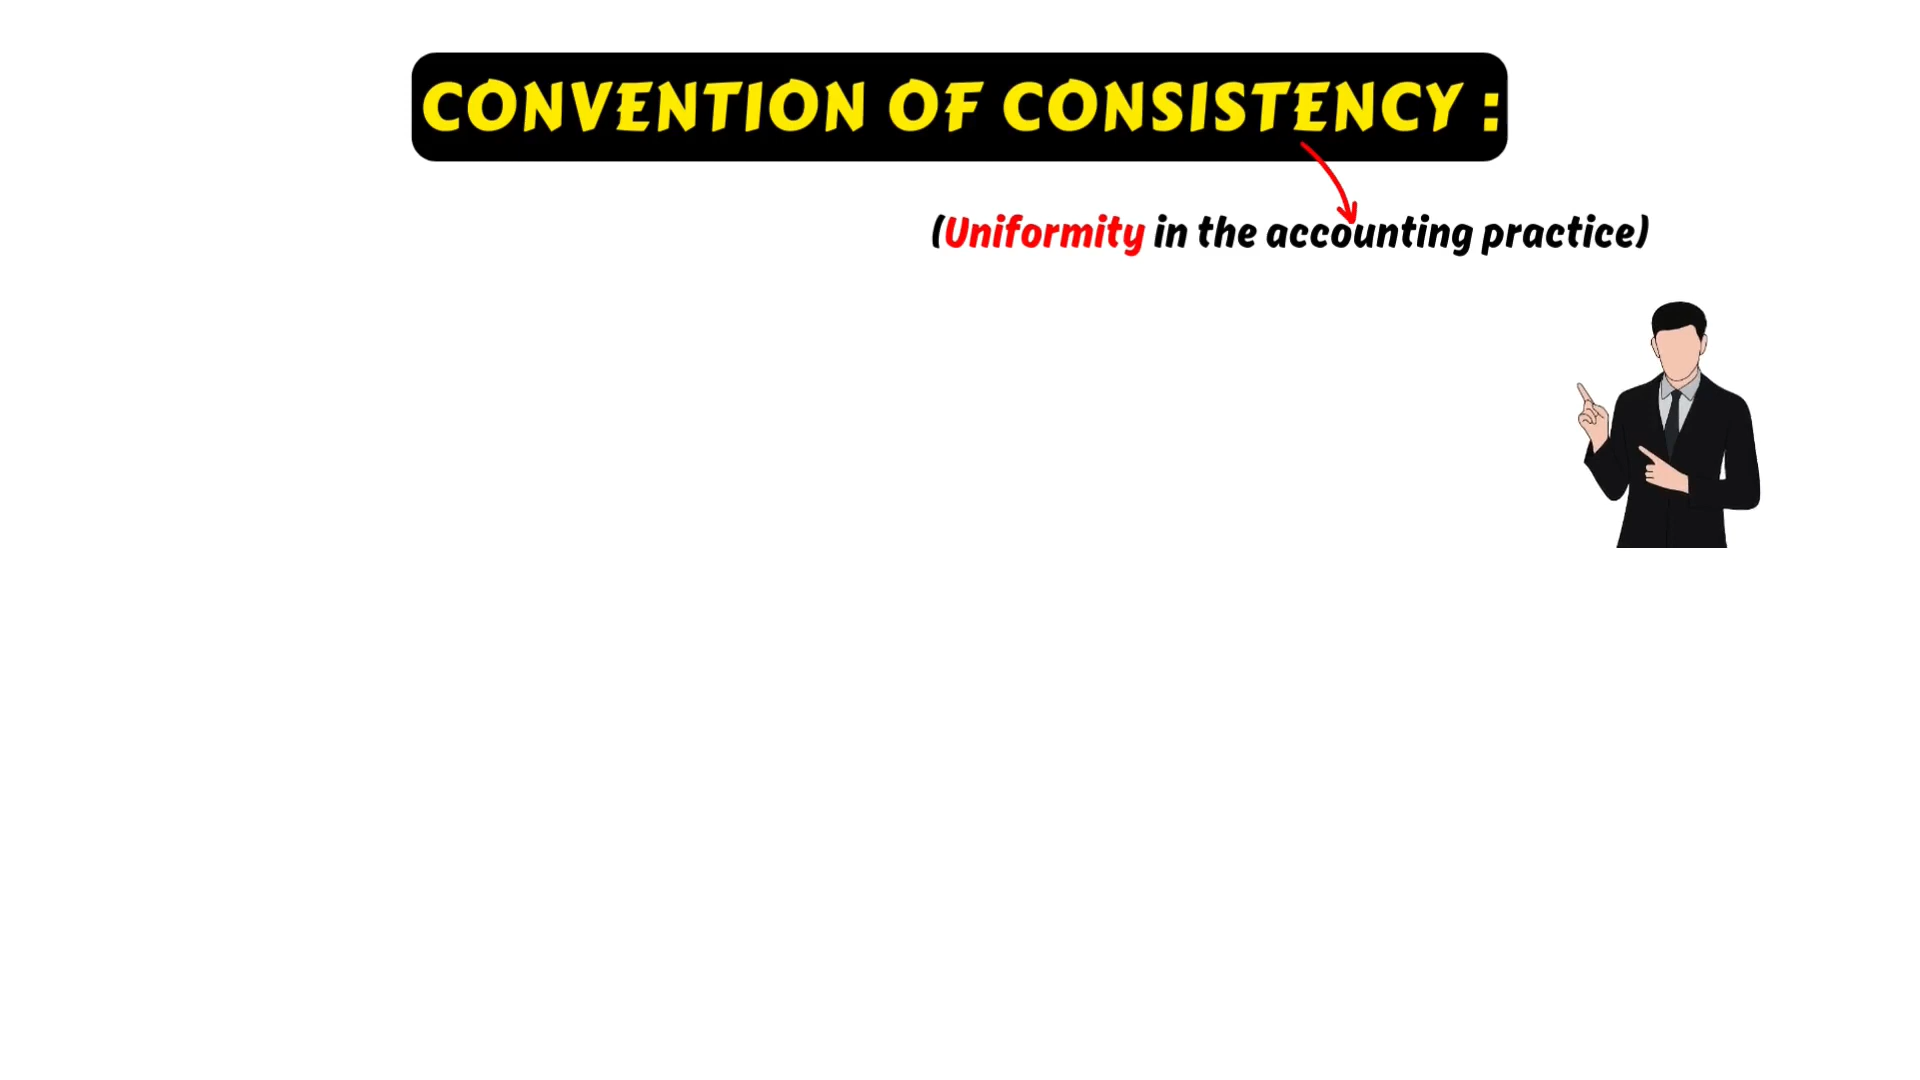 CONVENTION OF CONSISTENCY :
(Uniformity in the accounting practice)